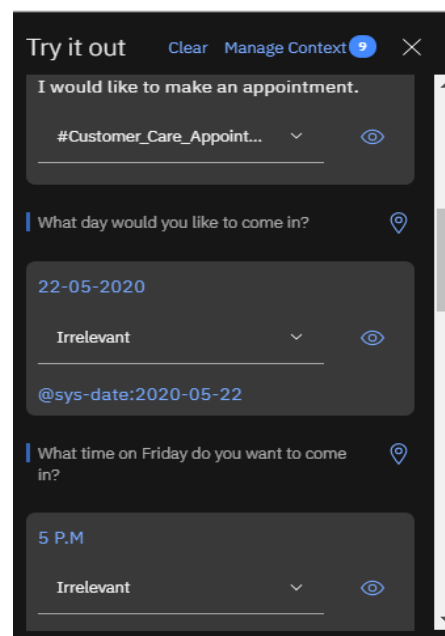 Try it out Clear Manage Context 9
I would like to make an appointment.
#Customer_Care_Appoint...
What day would you like to come in?
22-05-2020
Irrelevant
@sys-date:2020-05-22
What time on Friday do you want to come
in?
5 P.M
Irrelevant